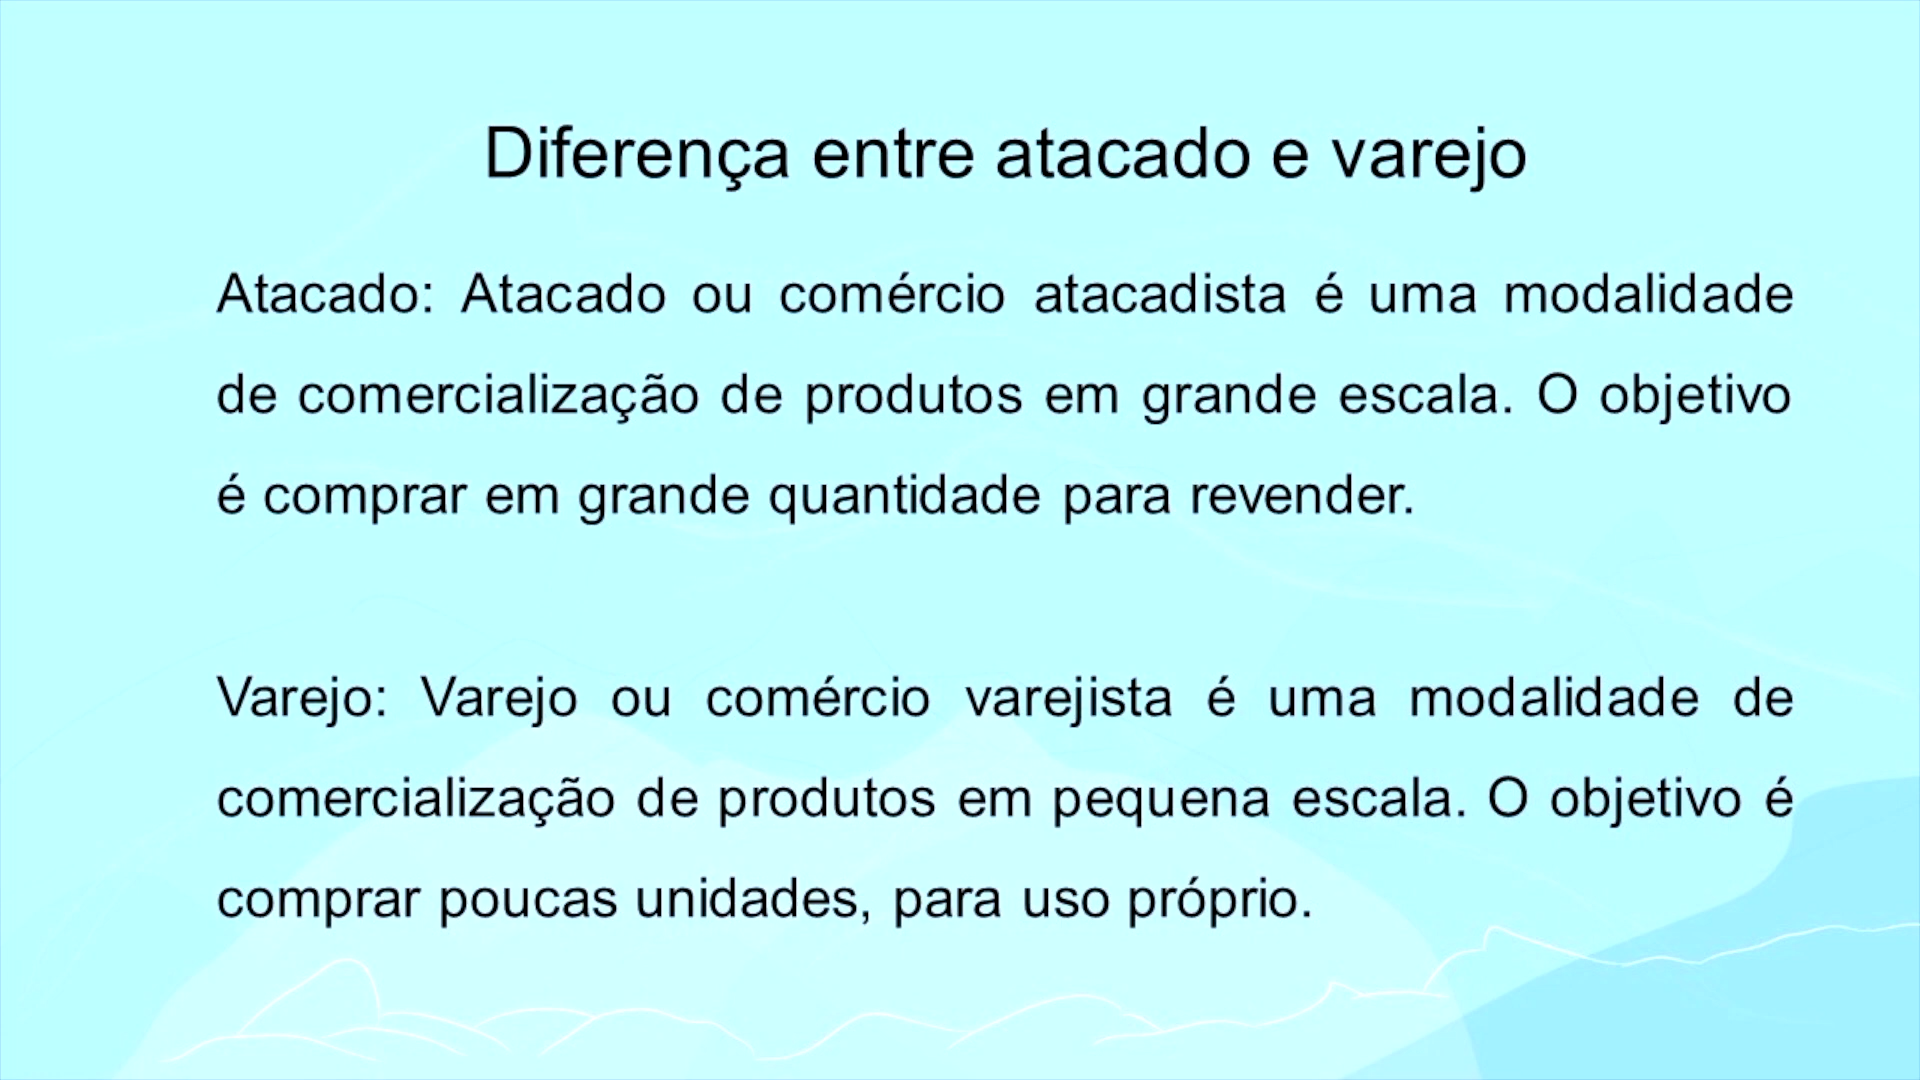 Diferença entre atacado e varejo
Atacado: Atacado ou comércio atacadista é uma modalidade
de comercialização de produtos em grande escala. O objetivo
é comprar em grande quantidade para revender.
Varejo: Varejo ou comércio varejista é uma modalidade de
comercialização de produtos em pequena escala. O objetivo é
comprar poucas unidades, para uso próprio.